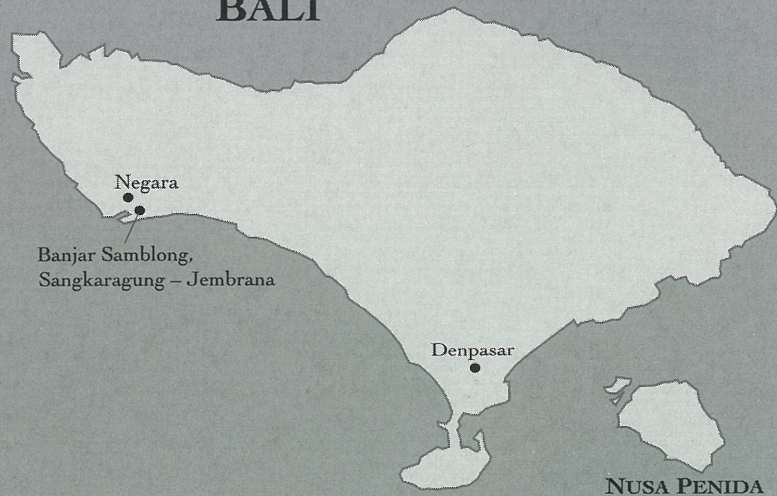 BALI
Negara
Banjar Samblong,
Sangkaragung – Jembrana
Denpasar
NUSA PENIDA